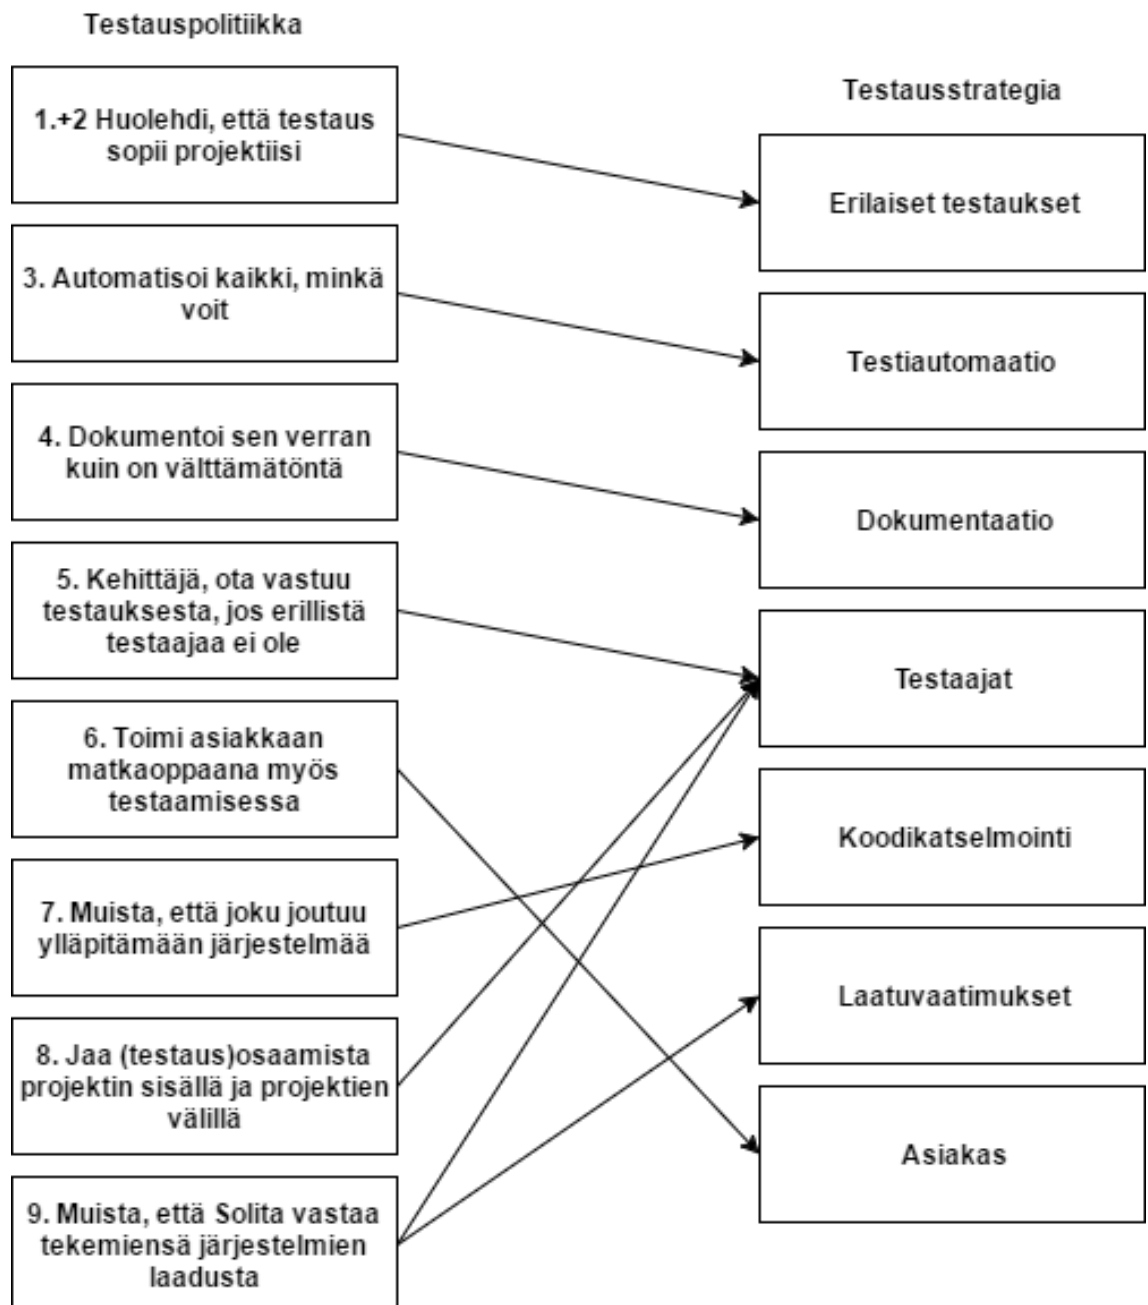 Testauspolitiikka
1.+2 Huolehdi, että testaus
sopii projektiisi
3. Automatisoi kaikki, minkä
voit
4. Dokumentoi sen verran
kuin on välttämätöntä
5. Kehittäjä, ota vastuu
testauksesta, jos erillistä
testaajaa ei ole
6. Toimi asiakkaan
matkaoppaana myös
testaamisessa
7. Muista, että joku joutuu
ylläpitämään järjestelmää
8. Jaa (testaus)osaamista
projektin sisällä ja projektien
välillä
9. Muista, että Solita vastaa
tekemiensä järjestelmien
laadusta
Testausstrategia
Erilaiset testaukset
Testiautomaatio
Dokumentaatio
Testaajat
Koodikatselmointi
Laatuvaatimukset
Asiakas